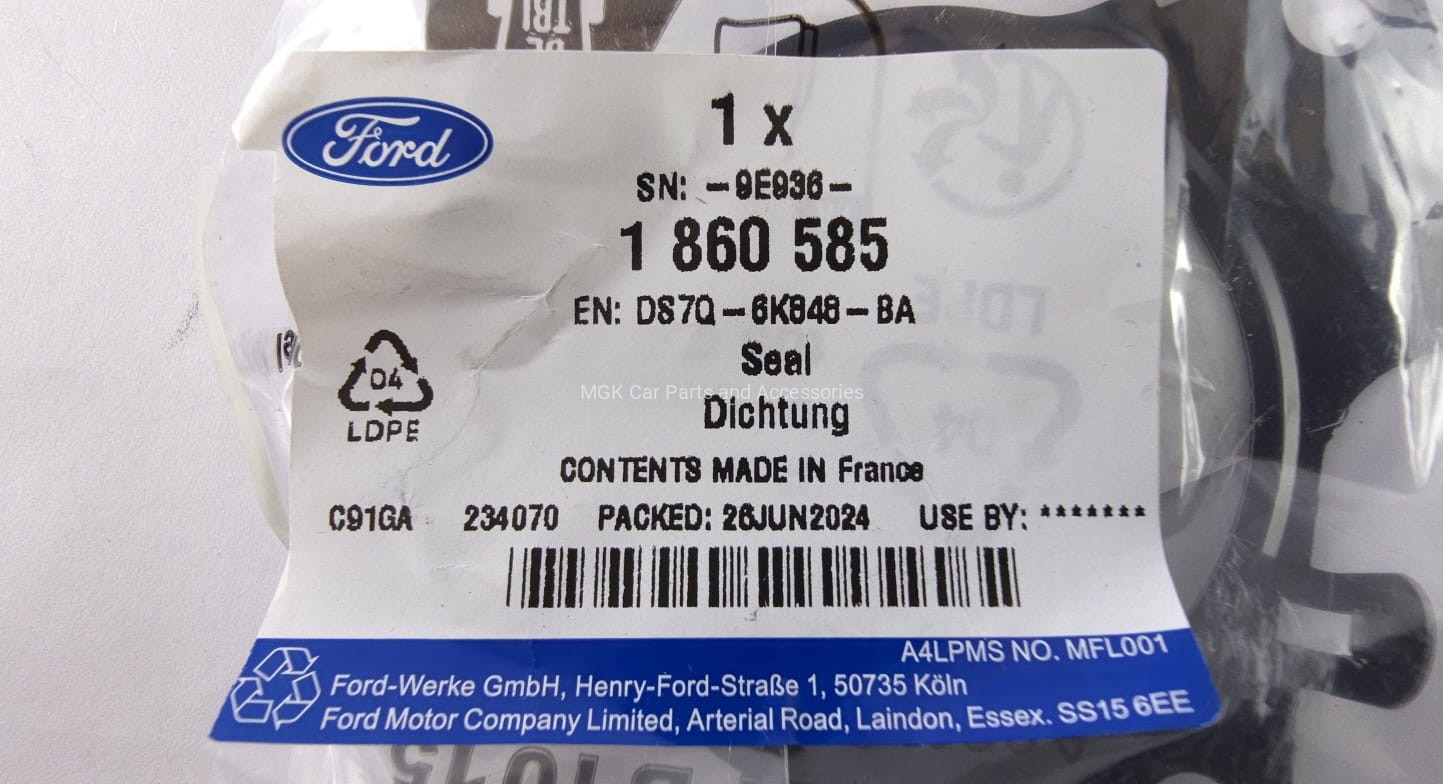 Ford
1 x
SN: -9E936-
1 860 585
EN: DS7Q-6K848-BA
Seal
MGK Car Parts and Accessories
Dichtung
04
LDPE
CONTENTS MADE IN France
C91GA 234070 PACKED: 26JUN2024 USE BY: *******
A4LPMS NO. MFL001
Ford-Werke GmbH, Henry-Ford-Straße 1, 50735 Köln
Ford Motor Company Limited, Arterial Road, Laindon, Essex. SS15 6EE